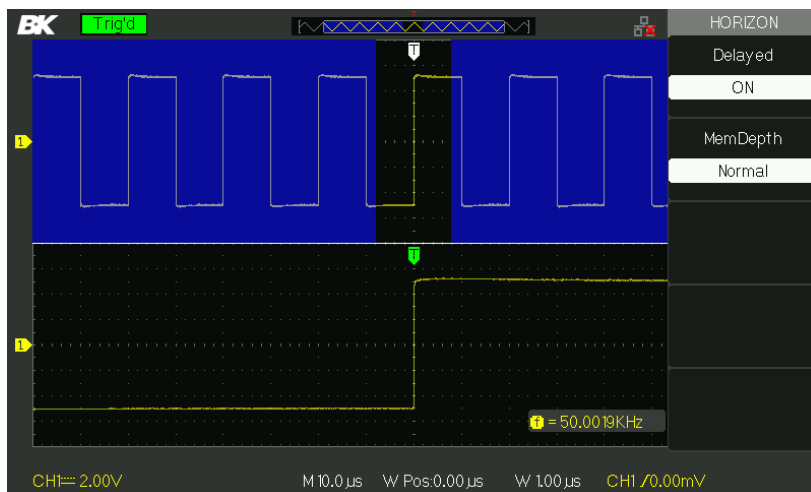 BK Trig'd HORIZON
T
Delayed
ON
1
MemDepth
Normal
T
1
f = 50.0019KHz
CH1 2.00V M 10.0μs W Pos:0.00μs W 1.00μs CH1 /0.00mV